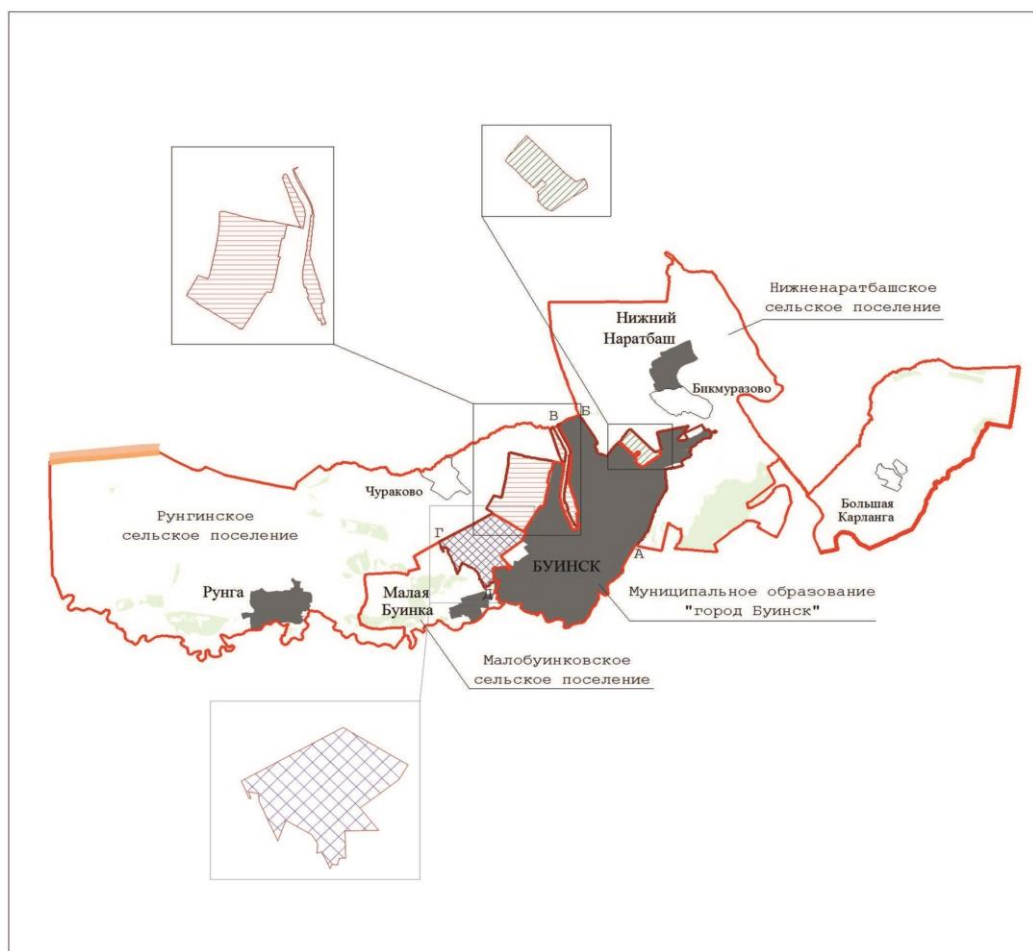 Нижненаратбашское
сельское поселение
Нижний
Наратбаш
Бикмуразово
В
Б
Чураково
Большая
Карланга
Рунгинское
сельское поселение
Г
А
БУИНСК
Рунга
Малая
Буинка
Д
Муниципальное образование
"город Буинск"
Малобуинковское
сельское поселение